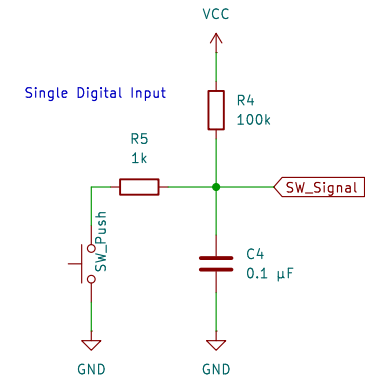 VCC
Single Digital Input
R4
100k
R5
1k
SW_Signal
SW_Push
C4
0.1 µF
GND
GND